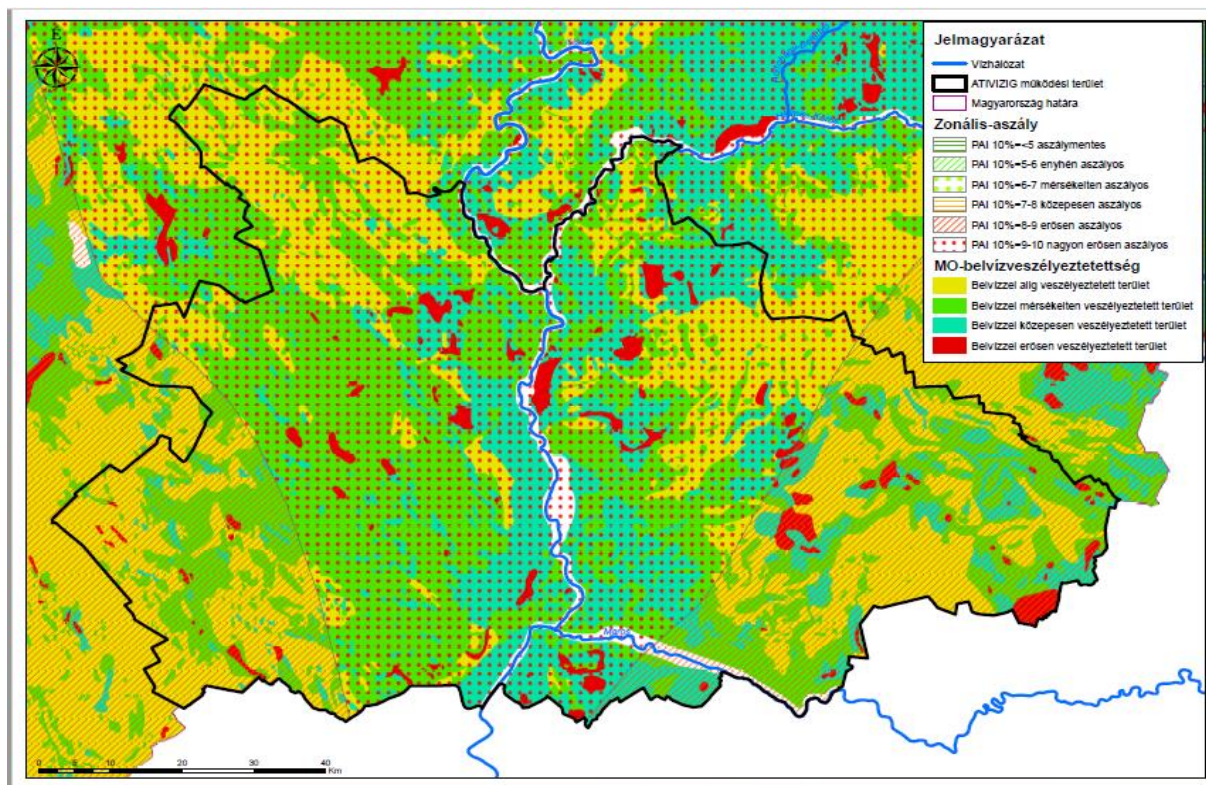 É
Jelmagyarázat
Vízhálózat
ATIVIZIG működési terület
Magyarország határa
Zonális-aszály
PAI 10%=<5 aszálymentes
PAI 10%=5-6 enyhén aszályos
PAI 10%=6-7 mérsékelten aszályos
PAI 10%=7-8 közepesen aszályos
PAI 10%=8-9 erősen aszályos
PAI 10%=9-10 nagyon erősen aszályos
MO-belvízveszélyeztetettség
Belvízzel alig veszélyeztetett terület
Belvízzel mérsékelten veszélyeztetett terület
Belvízzel közepesen veszélyeztetett terület
Belvízzel erősen veszélyeztetett terület
Maros
0 5 10 20 30 40
Km